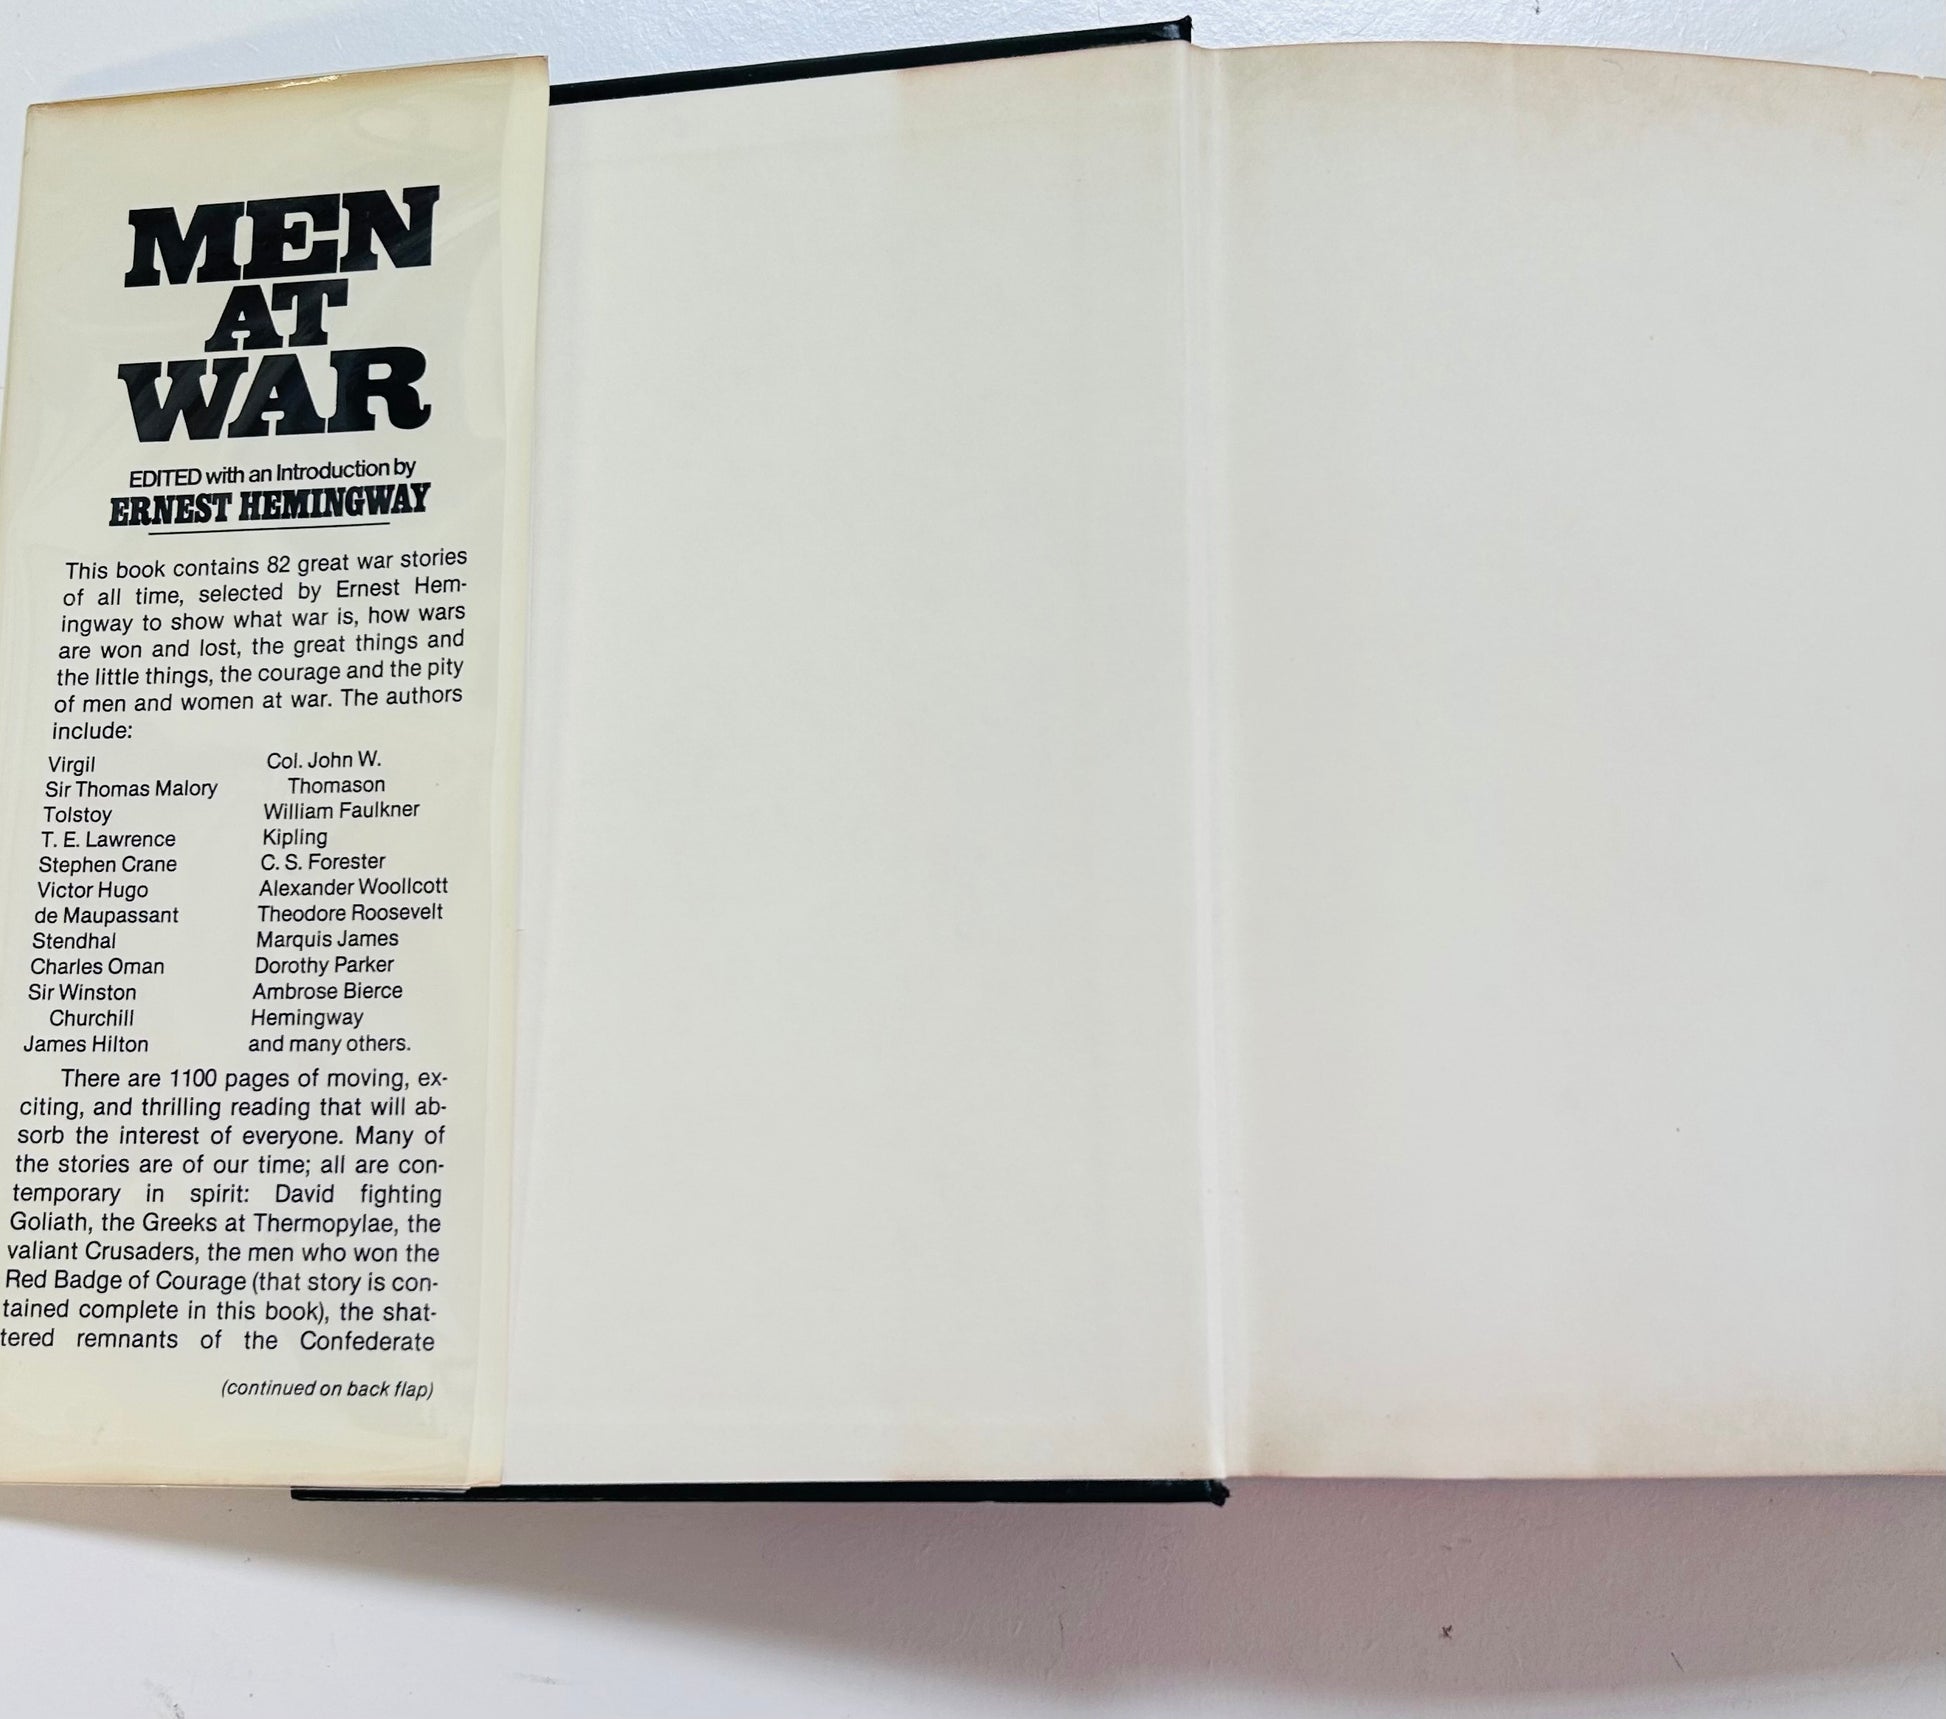 MEN
AT
WAR
EDITED with an Introduction by
ERNEST HEMINGWAY
This book contains 82 great war stories
of all time, selected by Ernest Hem-
ingway to show what war is, how wars
are won and lost, the great things and
the little things, the courage and the pity
of men and women at war. The authors
include:
Virgil
Sir Thomas Malory
Tolstoy
T. E. Lawrence
Stephen Crane
Victor Hugo
de Maupassant
Stendhal
Charles Oman
Sir Winston
Churchill
James Hilton
Col. John W.
Thomason
William Faulkner
Kipling
C. S. Forester
Alexander Woollcott
Theodore Roosevelt
Marquis James
Dorothy Parker
Ambrose Bierce
Hemingway
and many others.
There are 1100 pages of moving, ex-
citing, and thrilling reading that will ab-
sorb the interest of everyone. Many of
the stories are of our time; all are con-
temporary in spirit: David fighting
Goliath, the Greeks at Thermopylae, the
valiant Crusaders, the men who won the
Red Badge of Courage (that story is con-
tained complete in this book), the shat-
tered remnants of the Confederate
(continued on back flap)